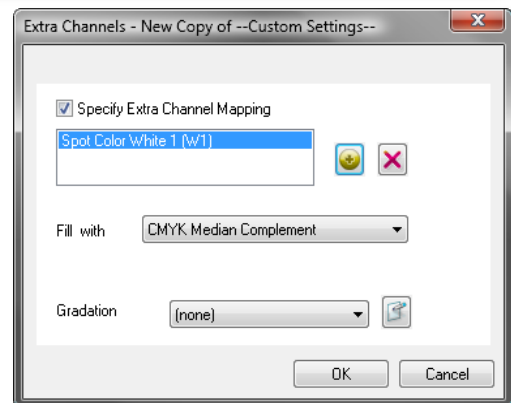 Extra Channels - New Copy of --Custom Settings--
Specify Extra Channel Mapping
Spot Color White 1 (W1)
Fill with
CMYK Median Complement
Gradation
(none)
OK
Cancel